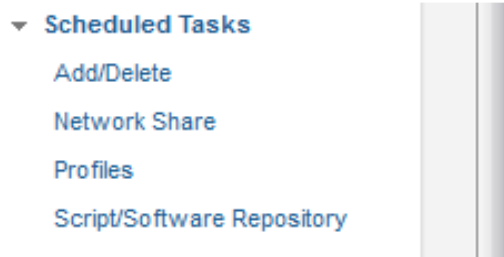 Scheduled Tasks
Add/Delete
Network Share
Profiles
Script/Software Repository